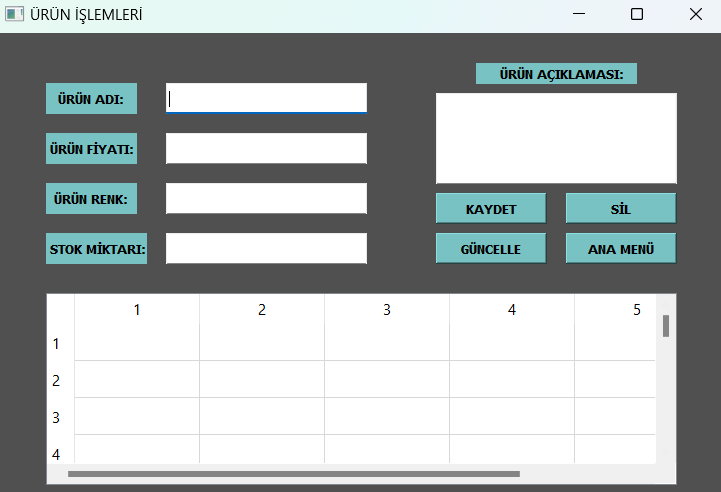 ÜRÜN İŞLEMLERİ
ÜRÜN ADI:
ÜRÜN FİYATI:
ÜRÜN RENK:
STOK MİKTARI:
ÜRÜN AÇIKLAMASI:
KAYDET SİL
GÜNCELLE ANA MENÜ
1 2 3 4 5
1
2
3
4